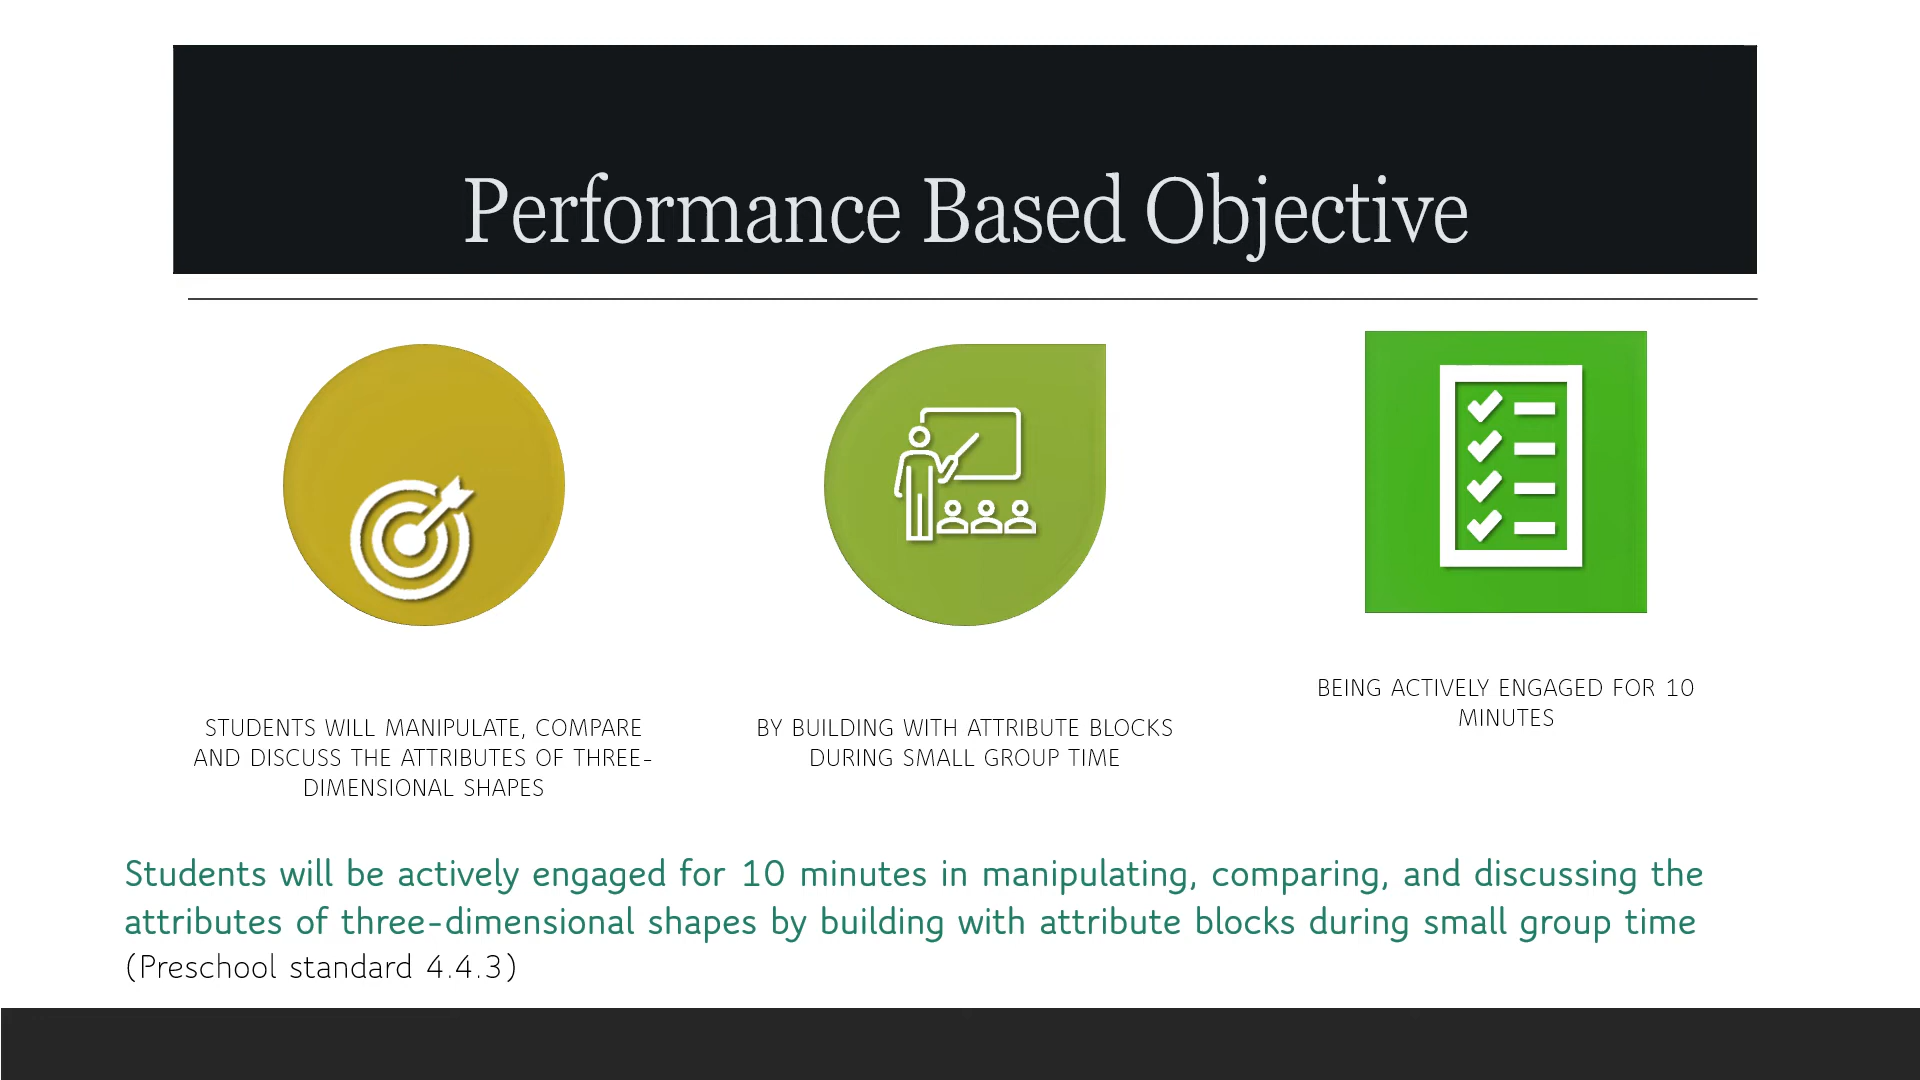 Performance Based Objective
STUDENTS WILL MANIPULATE, COMPARE
AND DISCUSS THE ATTRIBUTES OF THREE-
DIMENSIONAL SHAPES
BY BUILDING WITH ATTRIBUTE BLOCKS
DURING SMALL GROUP TIME
BEING ACTIVELY ENGAGED FOR 10
MINUTES
Students will be actively engaged for 10 minutes in manipulating, comparing, and discussing the
attributes of three-dimensional shapes by building with attribute blocks during small group time
(Preschool standard 4.4.3)